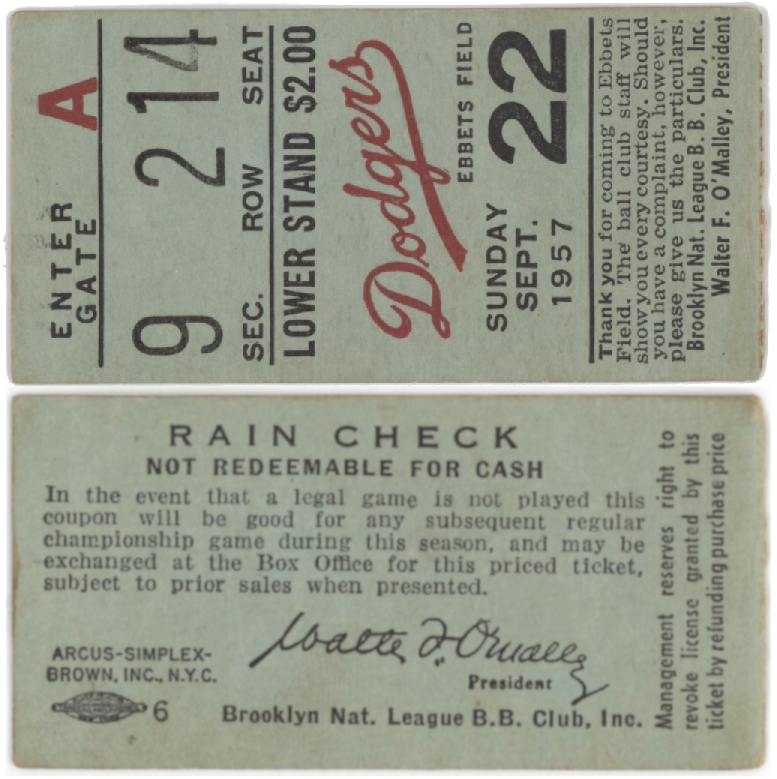 ENTER
GATE A
9 2 14
SEC. ROW SEAT
LOWER STAND $2.00
Dodgers
EBBETS FIELD
SUNDAY
SEPT. 22
1957
Thank you for coming to Ebbets
Field. The ball club staff will
show you every courtesy. Should
you have a complaint, however,
please give us the particulars.
Brooklyn Nat. League B. B. Club, Inc.
Walter F. O'Malley, President
RAIN CHECK
NOT REDEEMABLE FOR CASH
In the event that a legal game is not played this
coupon will be good for any subsequent regular
championship game during this season, and may be
exchanged at the Box Office for this priced ticket,
subject to prior sales when presented.
Walter F. O'Malley
President
ARCUS-SIMPLEX-
BROWN, INC., N.Y.C.
6
Brooklyn Nat. League B.B. Club, Inc.
Management reserves right to
revoke license granted by this
ticket by refunding purchase price